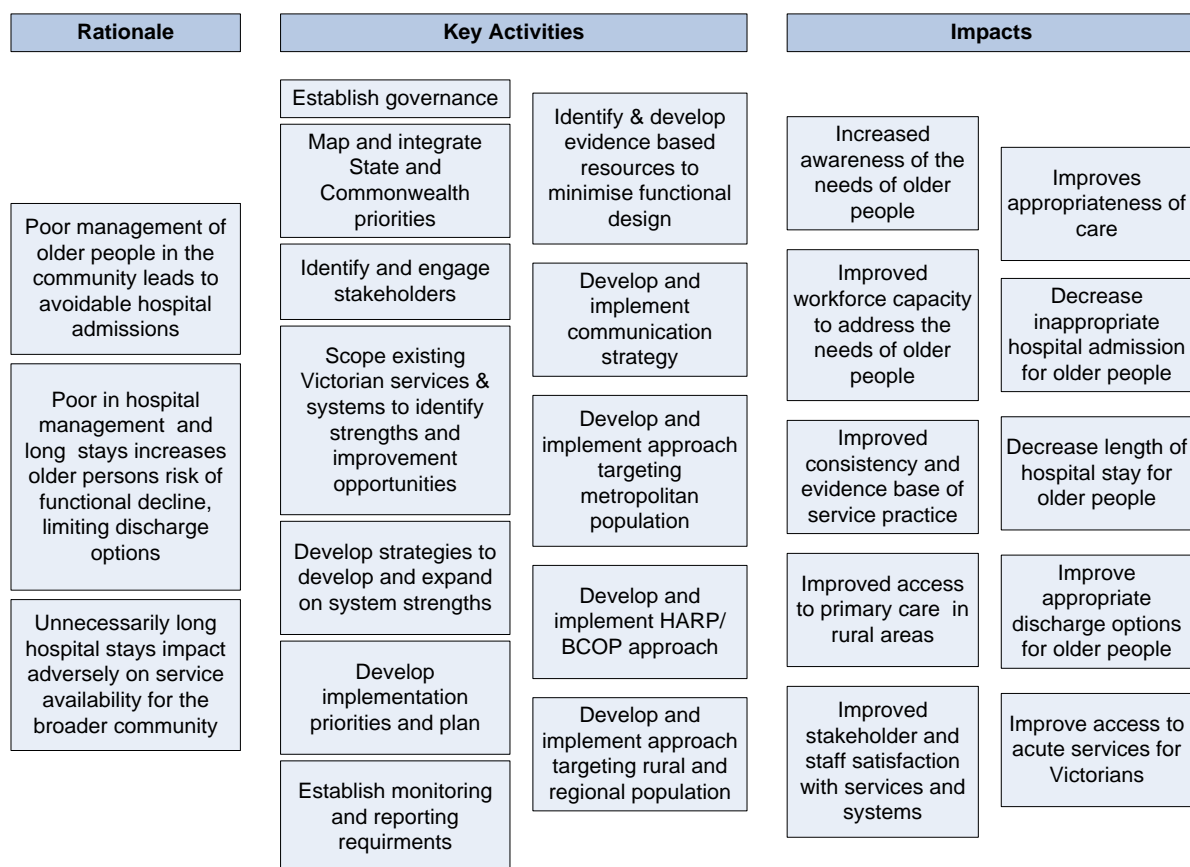 Rationale
Key Activities
Impacts
Poor management of
older people in the
community leads to
avoidable hospital
admissions
Poor in hospital
management and
long stays increases
older persons risk of
functional decline,
limiting discharge
options
Unnecessarily long
hospital stays impact
adversely on service
availability for the
broader community
Establish governance
Map and integrate
State and
Commonwealth
priorities
Identify and engage
stakeholders
Scope existing
Victorian services &
systems to identify
strengths and
improvement
opportunities
Develop strategies to
develop and expand
on system strengths
Develop
implementation
priorities and plan
Establish monitoring
and reporting
requirments
Identify & develop
evidence based
resources to
minimise functional
design
Develop and
implement
communication
strategy
Develop and
implement approach
targeting
metropolitan
population
Develop and
implement HARP/
BCOP approach
Develop and
implement approach
targeting rural and
regional population
Increased
awareness of the
needs of older
people
Improved
workforce capacity
to address the
needs of older
people
Improved
consistency and
evidence base of
service practice
Improved access
to primary care in
rural areas
Improved
stakeholder and
staff satisfaction
with services and
systems
Improves
appropriateness of
care
Decrease
inappropriate
hospital admission
for older people
Decrease length of
hospital stay for
older people
Improve
appropriate
discharge options
for older people
Improve access to
acute services for
Victorians